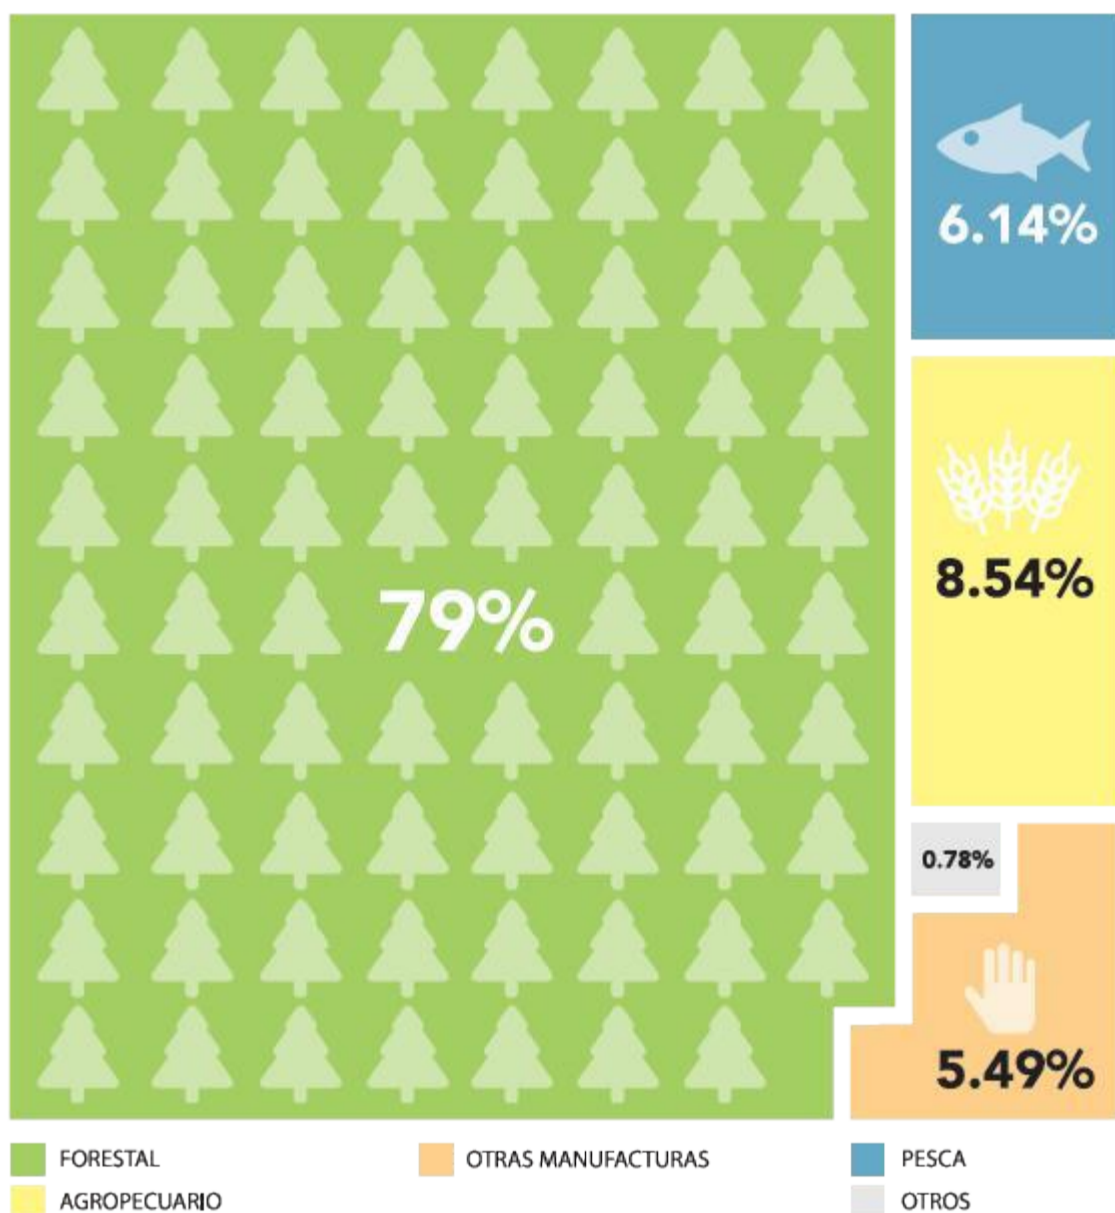 6.14%
8.54%
79%
0.78%
5.49%
FORESTAL
OTRAS MANUFACTURAS
PESCA
AGROPECUARIO
OTROS